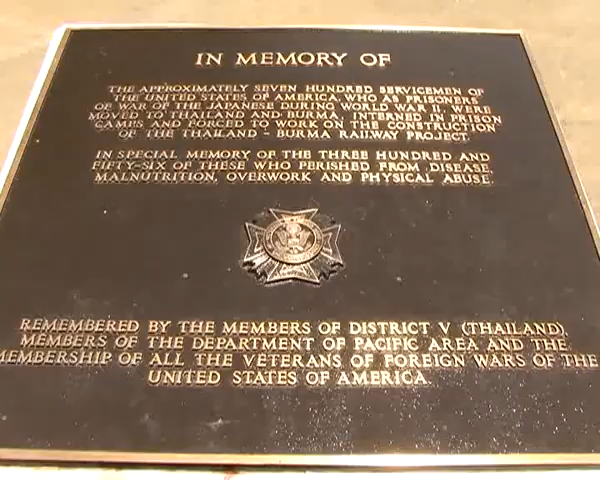 IN MEMORY OF
THE APPROXIMATELY SEVEN HUNDRED SERVICEMEN OF
THE UNITED STATES OF AMERICA WHO AS PRISONERS
OF WAR OF THE JAPANESE DURING WORLD WAR II, WERE
MOVED TO THAILAND AND BURMA, INTERNED IN PRISON
CAMPS AND FORCED TO WORK ON THE CONSTRUCTION
OF THE THAILAND - BURMA RAILWAY PROJECT.
IN SPECIAL MEMORY OF THE THREE HUNDRED AND
FIFTY-SIX OF THESE WHO PERISHED FROM DISEASE,
MALNUTRITION, OVERWORK AND PHYSICAL ABUSE.
REMEMBERED BY THE MEMBERS OF DISTRICT V (THAILAND),
MEMBERS OF THE DEPARTMENT OF PACIFIC AREA AND THE
MEMBERSHIP OF ALL THE VETERANS OF FOREIGN WARS OF THE
UNITED STATES OF AMERICA.